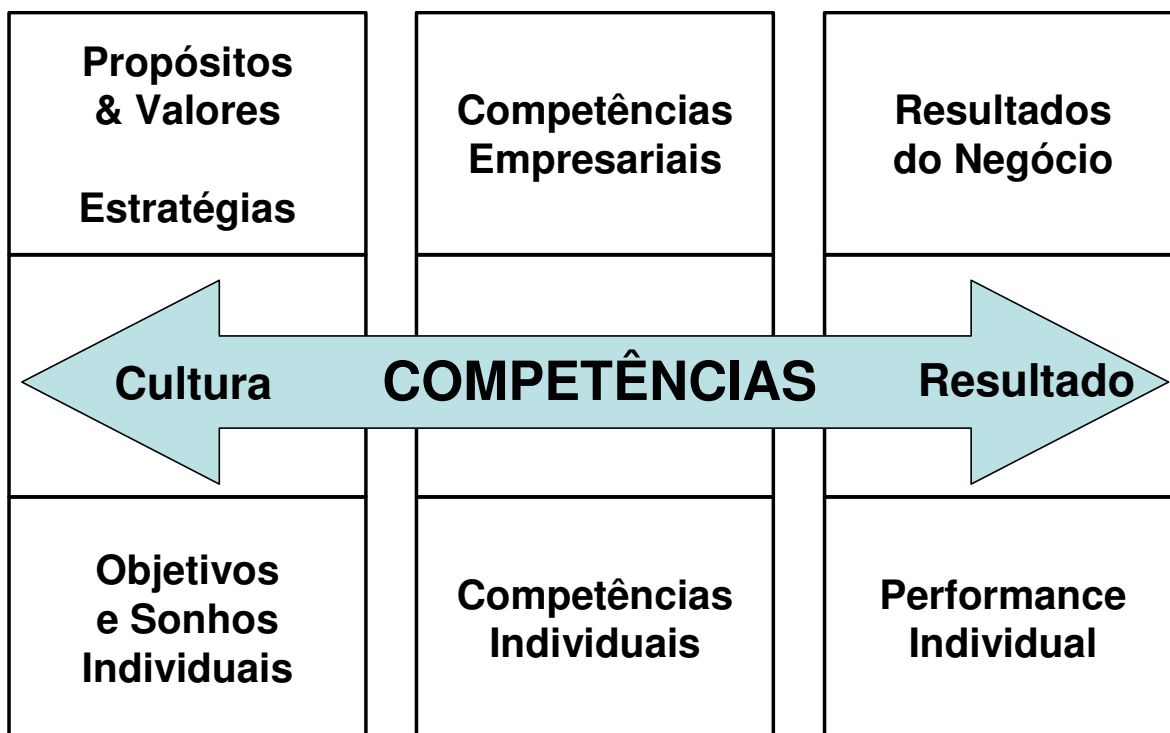 Propósitos
& Valores
Estratégias
Competências
Empresariais
Resultados
do Negócio
Cultura
COMPETÊNCIAS
Resultado
Objetivos
e Sonhos
Individuais
Competências
Individuais
Performance
Individual